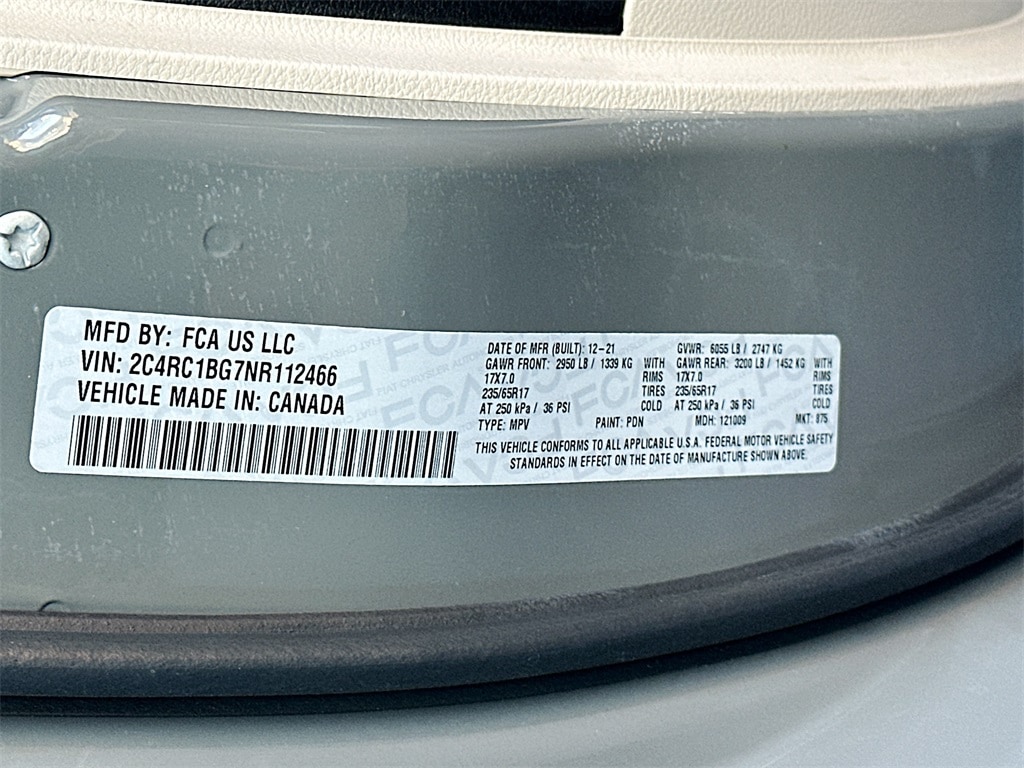 MFD BY: FCA US LLC
VIN: 2C4RC1BG7NR112466
VEHICLE MADE IN: CANADA
DATE OF MFR (BUILT): 12-21 GVWR: 6055 LB / 2747 KG
GAWR FRONT: 2950 LB / 1339 KG WITH GAWR REAR: 3200 LB / 1452 KG WITH
17X7.0 RIMS 17X7.0 RIMS
235/65R17 TIRES 235/65R17 TIRES
AT 250 kPa / 36 PSI COLD AT 250 kPa / 36 PSI COLD
TYPE: MPV PAINT: PDN MDH: 121009 MKT: 875
THIS VEHICLE CONFORMS TO ALL APPLICABLE U.S.A. FEDERAL MOTOR VEHICLE SAFETY
STANDARDS IN EFFECT ON THE DATE OF MANUFACTURE SHOWN ABOVE.